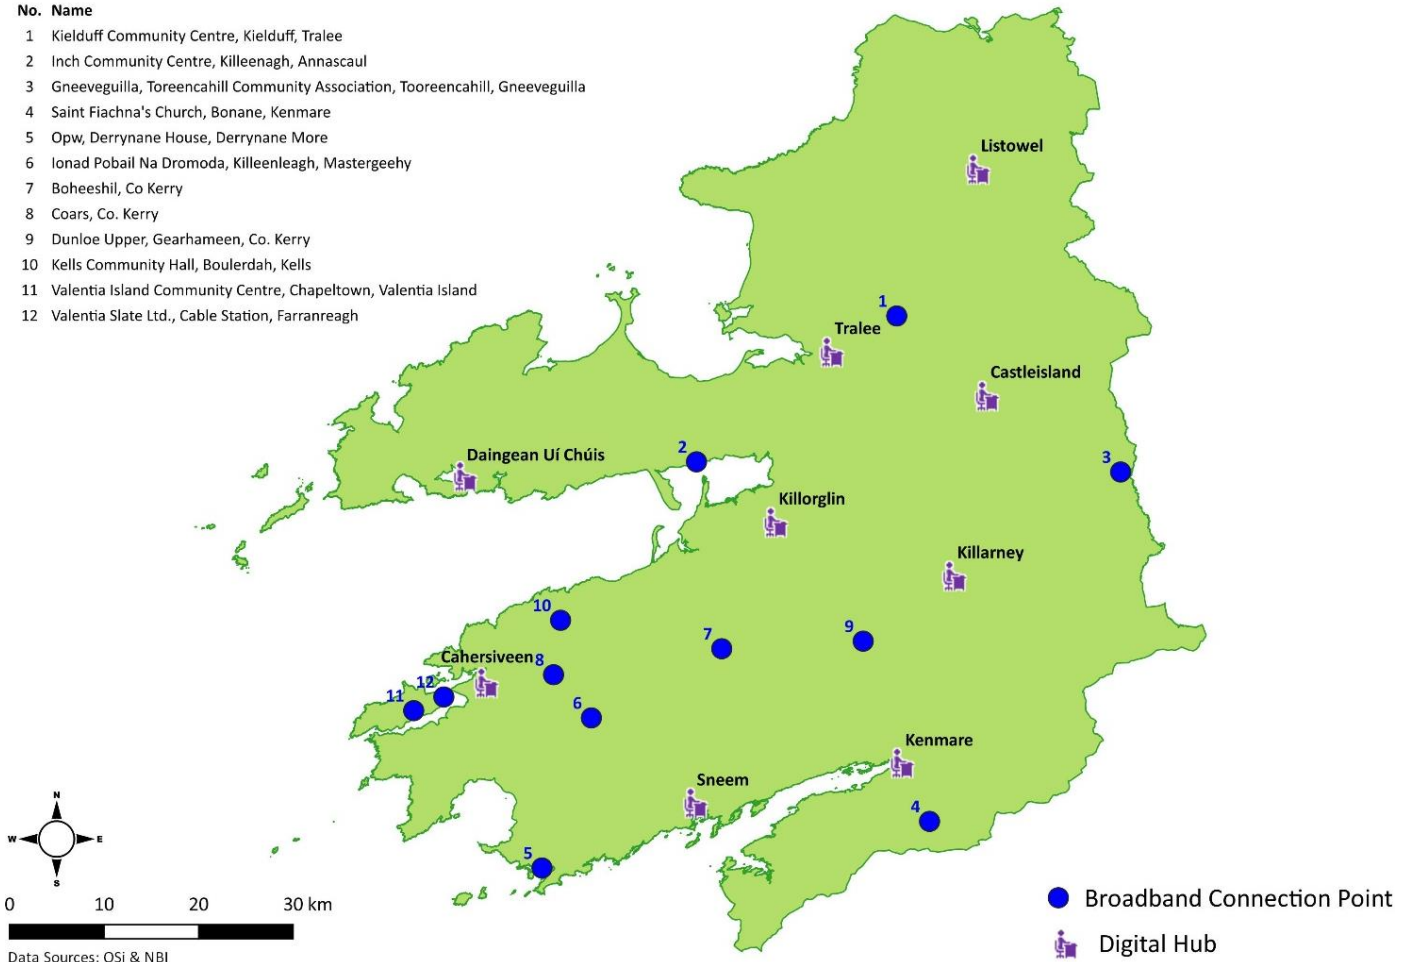 No. Name
1 Kielduff Community Centre, Kielduff, Tralee
2 Inch Community Centre, Killeenagh, Annascaul
3 Gneeveguilla, Toreencahill Community Association, Tooreencahill, Gneeveguilla
4 Saint Fiachna's Church, Bonane, Kenmare
5 Opw, Derrynane House, Derrynane More
6 Ionad Pobail Na Dromoda, Killeenleagh, Mastergeehy
7 Boheeshil, Co Kerry
8 Coars, Co. Kerry
9 Dunloe Upper, Gearhameen, Co. Kerry
10 Kells Community Hall, Boulerdah, Kells
11 Valentia Island Community Centre, Chapeltown, Valentia Island
12 Valentia Slate Ltd., Cable Station, Farranreagh
Listowel
1
Tralee
Castleisland
2
Daingean Uí Chúis
3
Killorglin
Killarney
10
7
9
Cahersiveen
8
12
11
6
Kenmare
Sneem
4
5
N
W E
S
0 10 20 30 km
Data Sources: OSi & NBI
Broadband Connection Point
Digital Hub